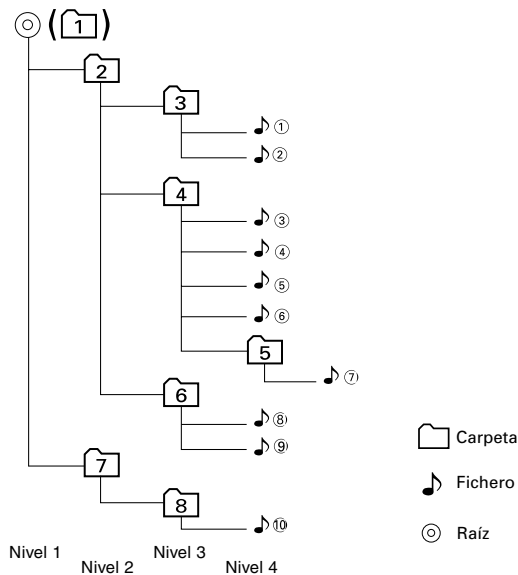 (1)
2
3
①
②
4
③
④
⑤
⑥
5
⑦
6
⑧
⑨
7
8
⑩
Carpeta
Fichero
Raíz
Nivel 1
Nivel 2
Nivel 3
Nivel 4